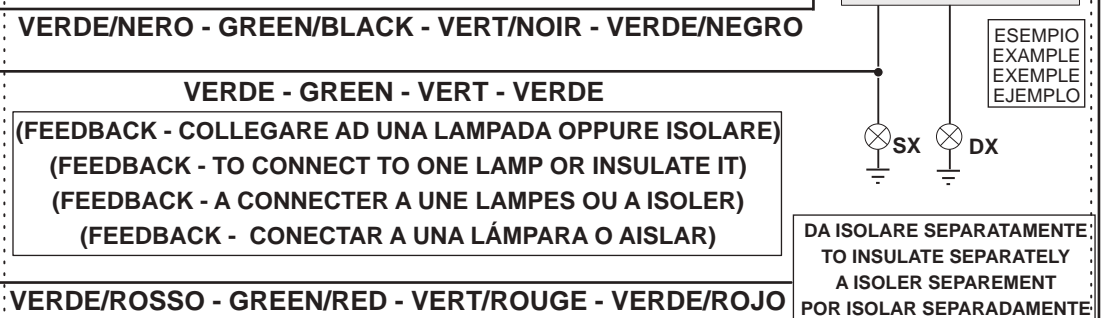 VERDE/NERO - GREEN/BLACK - VERT/NOIR - VERDE/NEGRO
ESEMPIO
EXAMPLE
EXEMPLE
EJEMPLO
VERDE - GREEN - VERT - VERDE
(FEEDBACK - COLLEGARE AD UNA LAMPADA OPPURE ISOLARE)
(FEEDBACK - TO CONNECT TO ONE LAMP OR INSULATE IT)
(FEEDBACK - A CONNECTER A UNE LAMPES OU A ISOLER)
(FEEDBACK - CONECTAR A UNA LÁMPARA O AISLAR)
SX
DX
DA ISOLARE SEPARATAMENTE
TO INSULATE SEPARATELY
A ISOLER SEPAREMENT
POR ISOLAR SEPARADAMENTE
VERDE/ROSSO - GREEN/RED - VERT/ROUGE - VERDE/ROJO